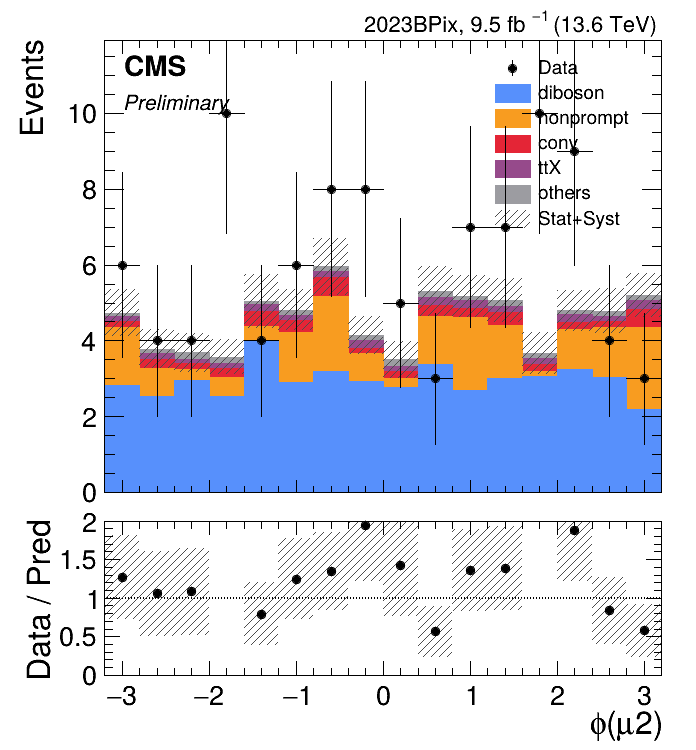 2023BPix, 9.5 fb⁻¹ (13.6 TeV)
CMS
Preliminary
Events
Data
diboson
nonprompt
conv
ttX
others
Stat+Syst
10
8
6
4
2
0
Data / Pred
2
1.5
1
0.5
0
−3 −2 −1 0 1 2 3
ϕ(μ2)